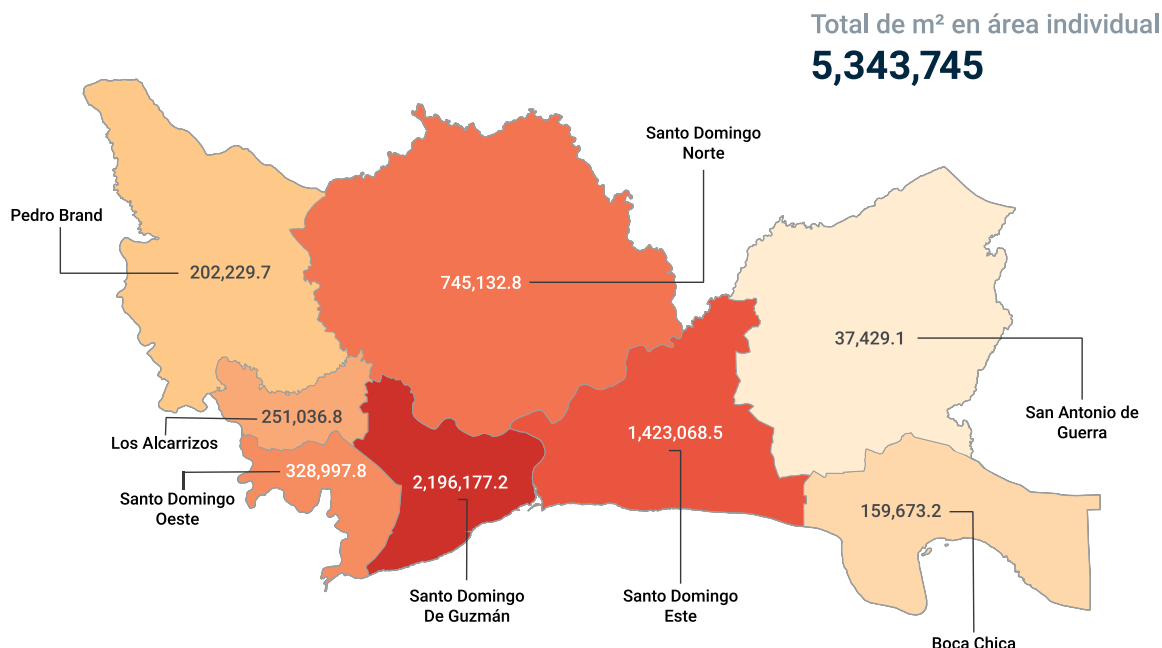 Total de m² en área individual
5,343,745
Santo Domingo
Norte
Pedro Brand
202,229.7
745,132.8
37,429.1
San Antonio de
Guerra
251,036.8
Los Alcarrizos
1,423,068.5
328,997.8
Santo Domingo
Oeste
2,196,177.2
159,673.2
Santo Domingo
De Guzmán
Santo Domingo
Este
Boca Chica